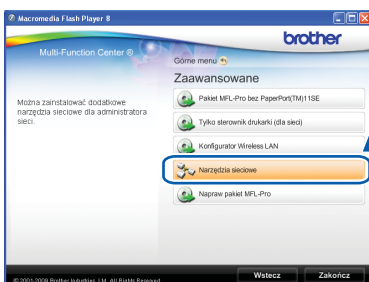 Macromedia Flash Player 8
brother
Multi-Function Center ®
Górne menu
Zaawansowane
Można zainstalować dodatkowe
narzędzia sieciowe dla administratora
sieci.
Pakiet MFL-Pro bez PaperPort(TM)11SE
Tylko sterownik drukarki (dla sieci)
Konfigurator Wireless LAN
Narzędzia sieciowe
Napraw pakiet MFL-Pro
© 2001-2009 Brother Industries, Ltd. All Rights Reserved.
Wstecz
Zakończ